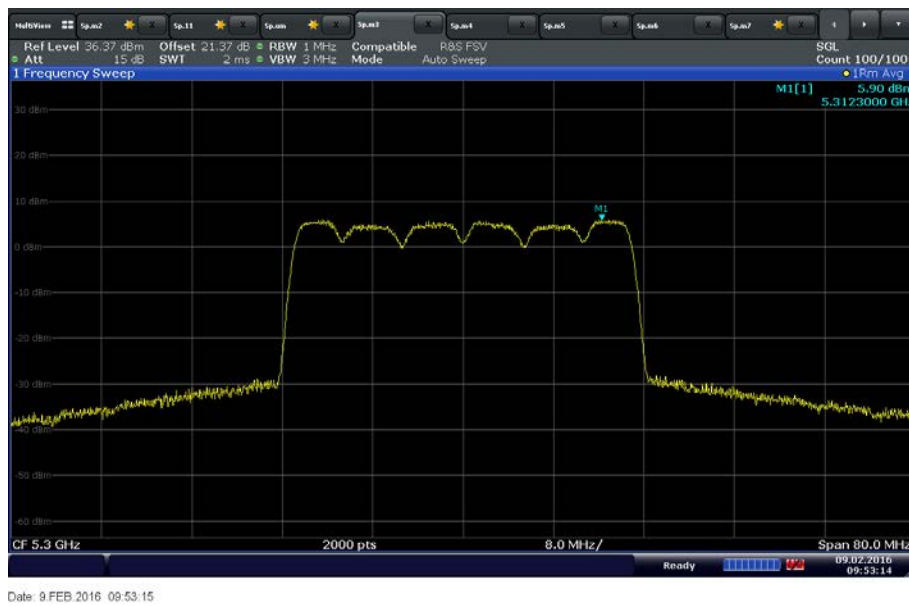 MultiView Sp.m2 X Sp.11 X Sp.um X Sp.m3 X Sp.m4 X Sp.m5 X Sp.m6 X Sp.m7 X
Ref Level 36.37 dBm Offset 21.37 dB RBW 1 MHz Compatible R&S FSV SGL
Att 15 dB SWT 2 ms VBW 3 MHz Mode Auto Sweep Count 100/100
1 Frequency Sweep 1Rm Avg
M1[1] 5.90 dBm
5.3123000 GHz
30 dBm
20 dBm
10 dBm
M1
0 dBm
-10 dBm
-20 dBm
-30 dBm
-40 dBm
-50 dBm
-60 dBm
CF 5.3 GHz 2000 pts 8.0 MHz/ Span 80.0 MHz
Ready 09.02.2016
09:53:14
Date: 9.FEB.2016 09:53:15